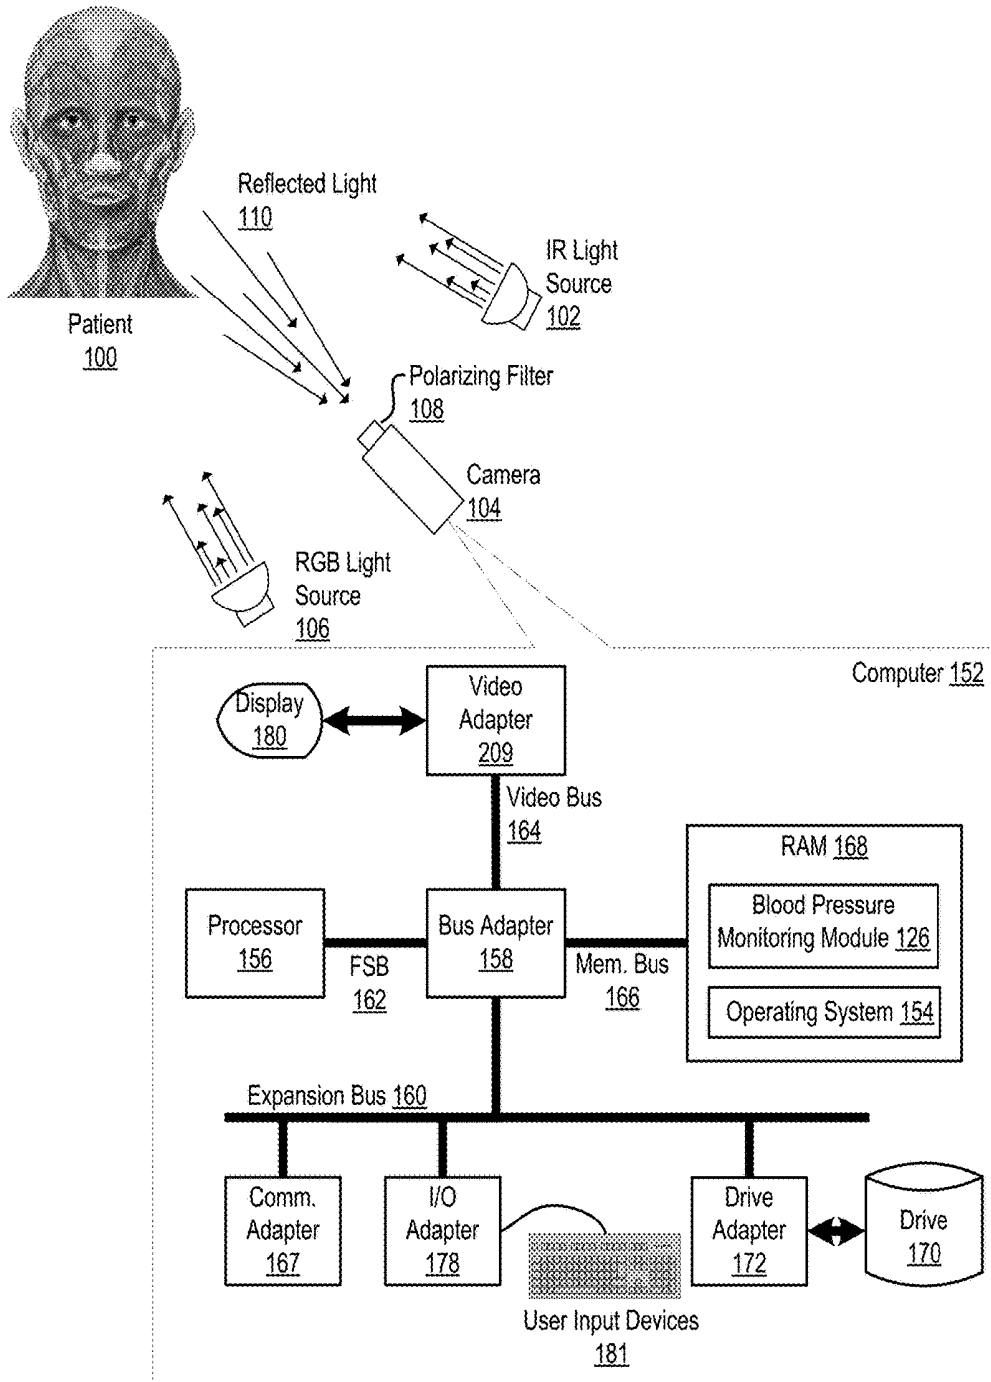 Reflected Light
110
IR Light
Source
102
Patient
100
Polarizing Filter
108
Camera
104
RGB Light
Source
106
Computer 152
Display
180
Video
Adapter
209
Video Bus
164
RAM 168
Blood Pressure
Monitoring Module 126
Operating System 154
Processor
156
FSB
162
Bus Adapter
158
Mem. Bus
166
Expansion Bus 160
Comm.
Adapter
167
I/O
Adapter
178
User Input Devices
181
Drive
Adapter
172
Drive
170